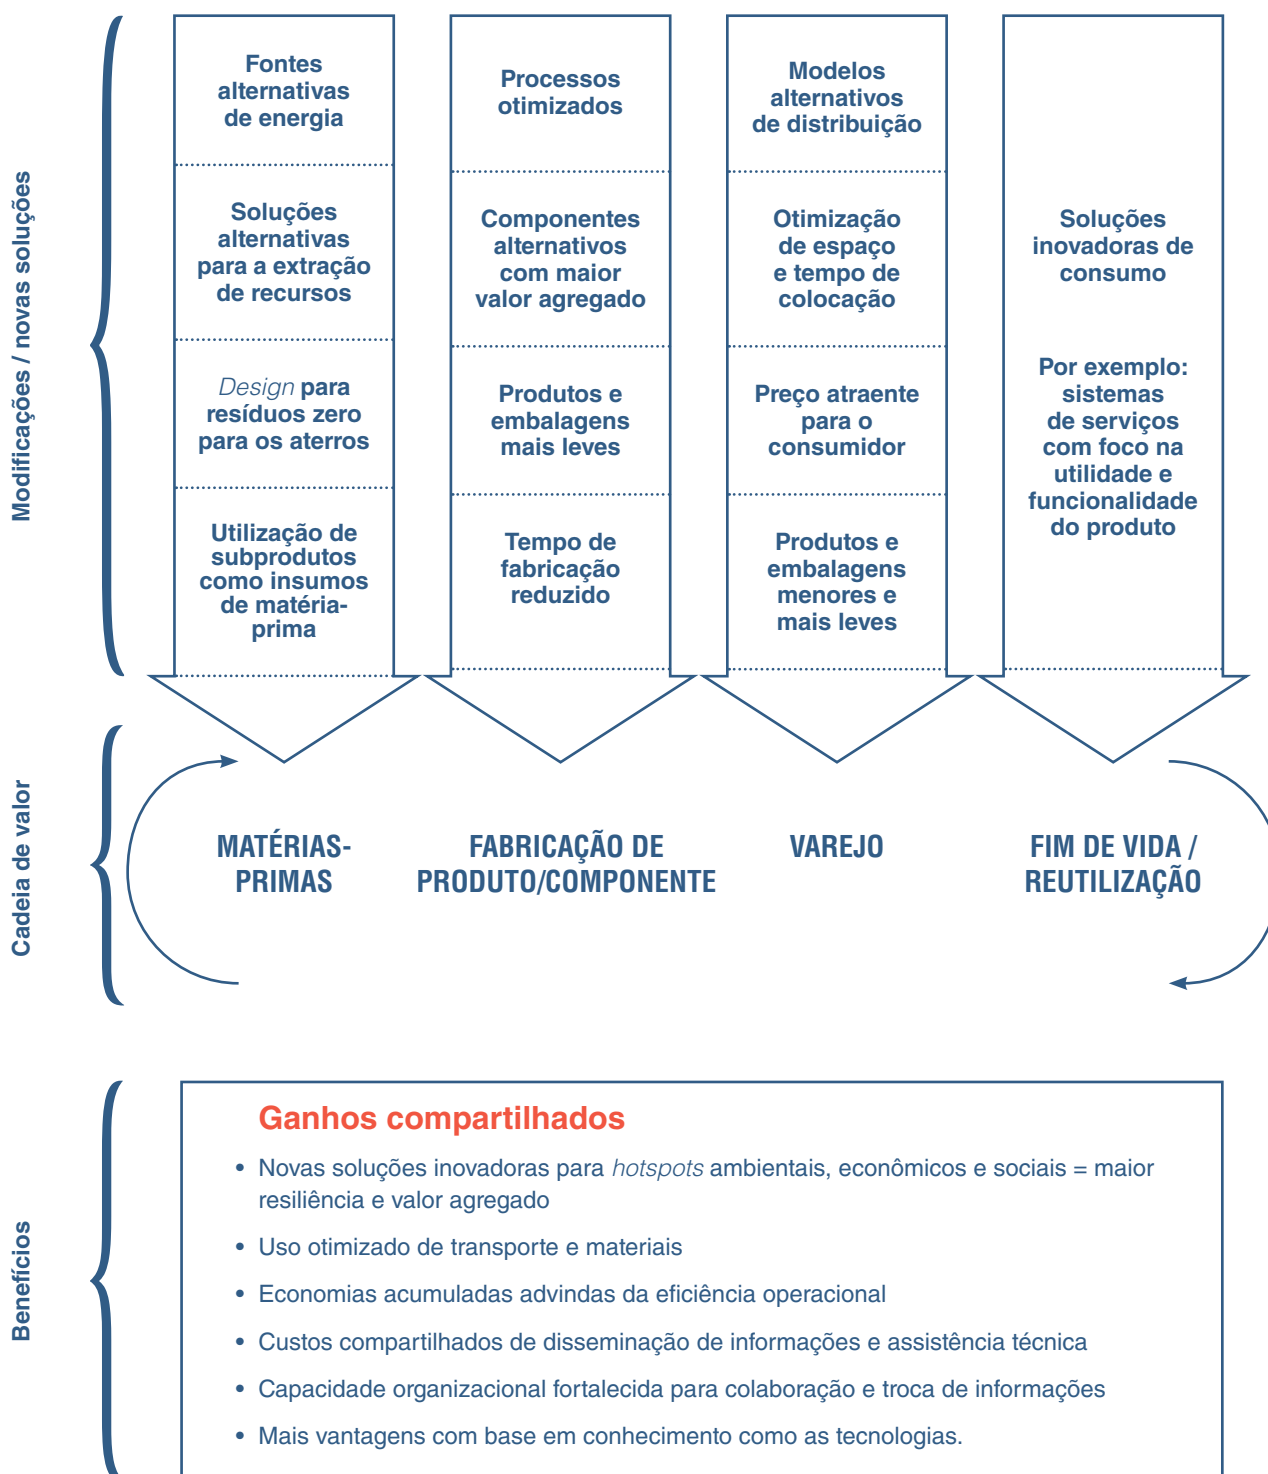 Modificações / novas soluções
Fontes
alternativas
de energia
Soluções
alternativas
para a extração
de recursos
Design para
resíduos zero
para os aterros
Utilização de
subprodutos
como insumos
de matéria-
prima
Processos
otimizados
Componentes
alternativos
com maior
valor agregado
Produtos e
embalagens
mais leves
Tempo de
fabricação
reduzido
Modelos
alternativos
de distribuição
Otimização
de espaço
e tempo de
colocação
Preço atraente
para o
consumidor
Produtos e
embalagens
menores e
mais leves
Soluções
inovadoras de
consumo
Por exemplo:
sistemas
de serviços
com foco na
utilidade e
funcionalidade
do produto
Cadeia de valor
MATÉRIAS-
PRIMAS
FABRICAÇÃO DE
PRODUTO/COMPONENTE
VAREJO
FIM DE VIDA /
REUTILIZAÇÃO
Benefícios
Ganhos compartilhados
• Novas soluções inovadoras para hotspots ambientais, econômicos e sociais = maior
resiliência e valor agregado
• Uso otimizado de transporte e materiais
• Economias acumuladas advindas da eficiência operacional
• Custos compartilhados de disseminação de informações e assistência técnica
• Capacidade organizacional fortalecida para colaboração e troca de informações
• Mais vantagens com base em conhecimento como as tecnologias.